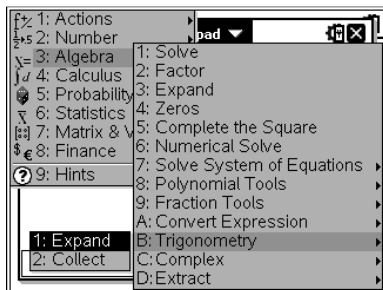 1: Actions
2: Number
3: Algebra
4: Calculus
5: Probability
6: Statistics
7: Matrix & V
8: Finance
9: Hints
pad
1: Solve
2: Factor
3: Expand
4: Zeros
5: Complete the Square
6: Numerical Solve
7: Solve System of Equations
8: Polynomial Tools
9: Fraction Tools
A: Convert Expression
B: Trigonometry
C: Complex
D: Extract
1: Expand
2: Collect